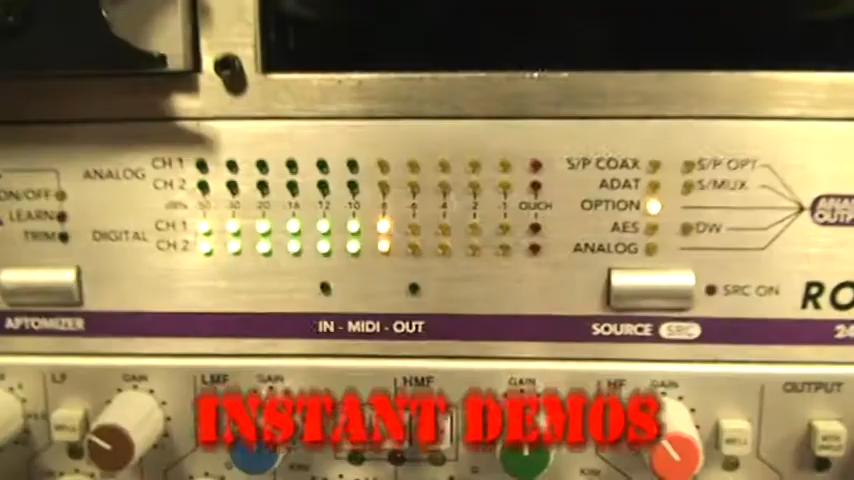 ANALOG CH 1 S/P COAX S/P OPT
CH 2 ADAT S/MUX
ON/OFF dBfs 50 30 20 16 12 10 8 6 4 2 1 OUCH OPTION
LEARN CH 1 AES DW
TRIM DIGITAL CH 2 ANALOG
SRC ON
APTOMIZER IN - MIDI - OUT SOURCE SRC
LF GAIN LMF GAIN HMF GAIN HF GAIN OUTPUT
INSTANT DEMOS